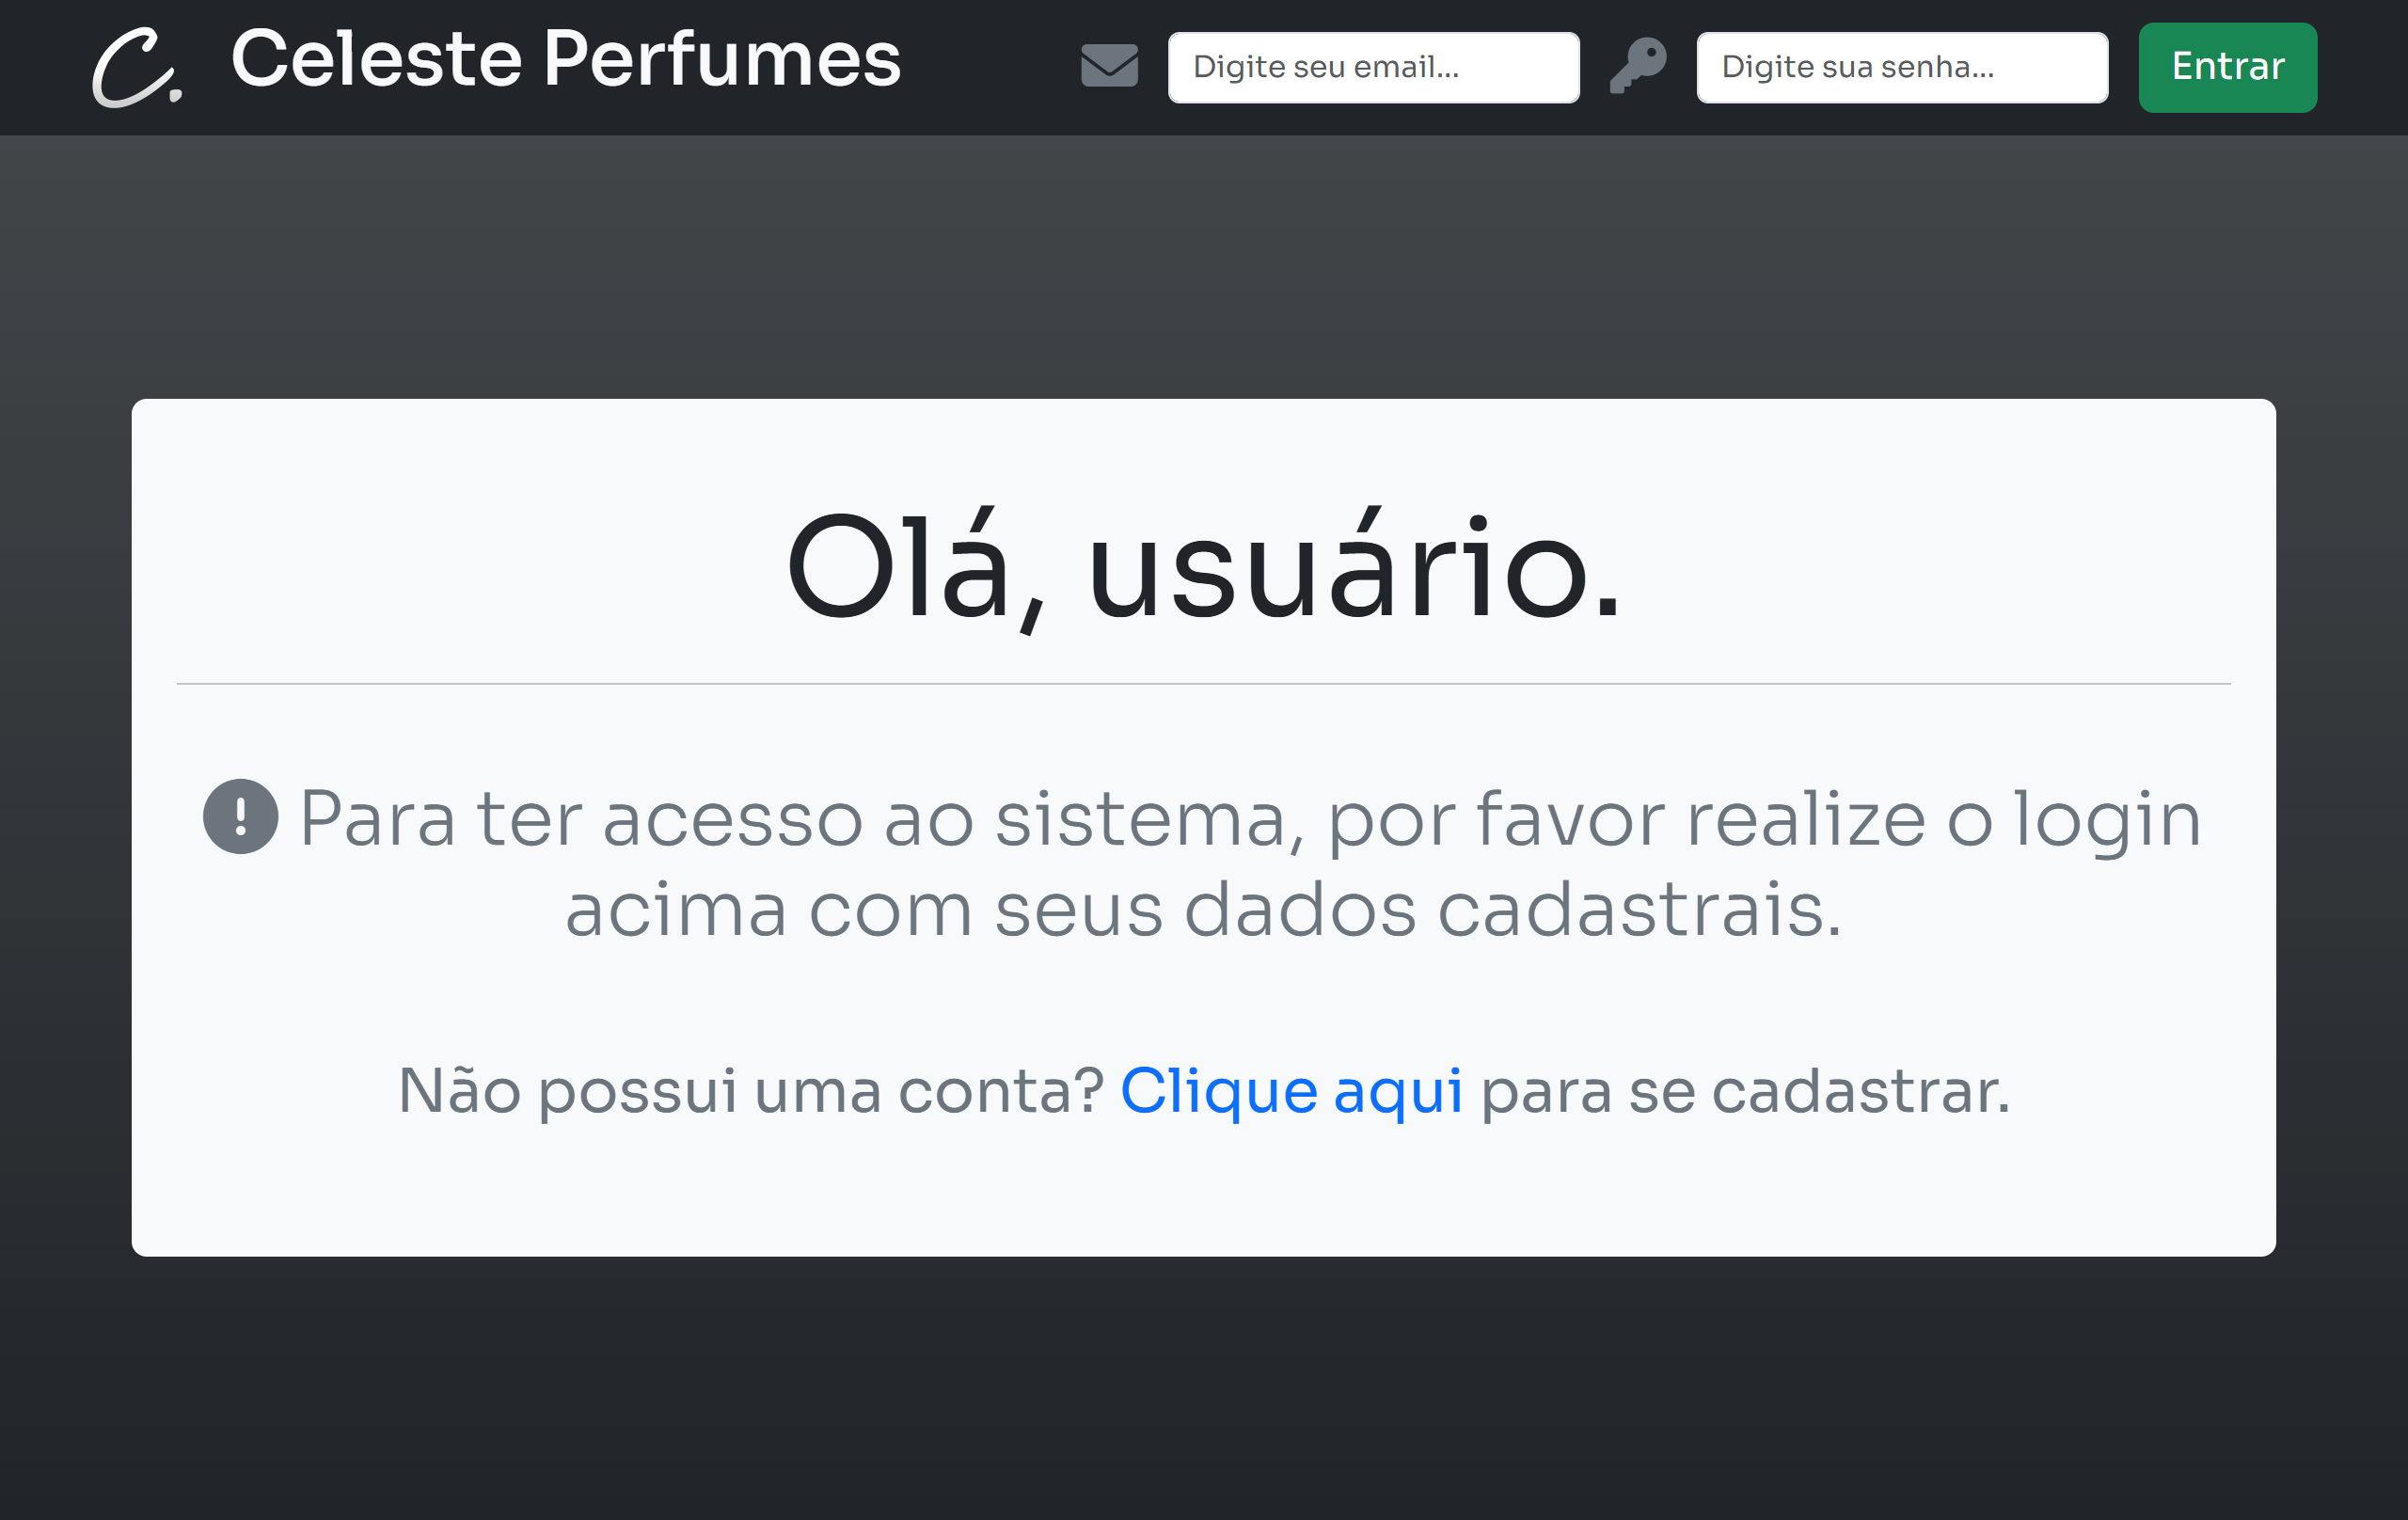 C. Celeste Perfumes Digite seu email... Digite sua senha... Entrar
Olá, usuário.
Para ter acesso ao sistema, por favor realize o login
acima com seus dados cadastrais.
Não possui uma conta? Clique aqui para se cadastrar.